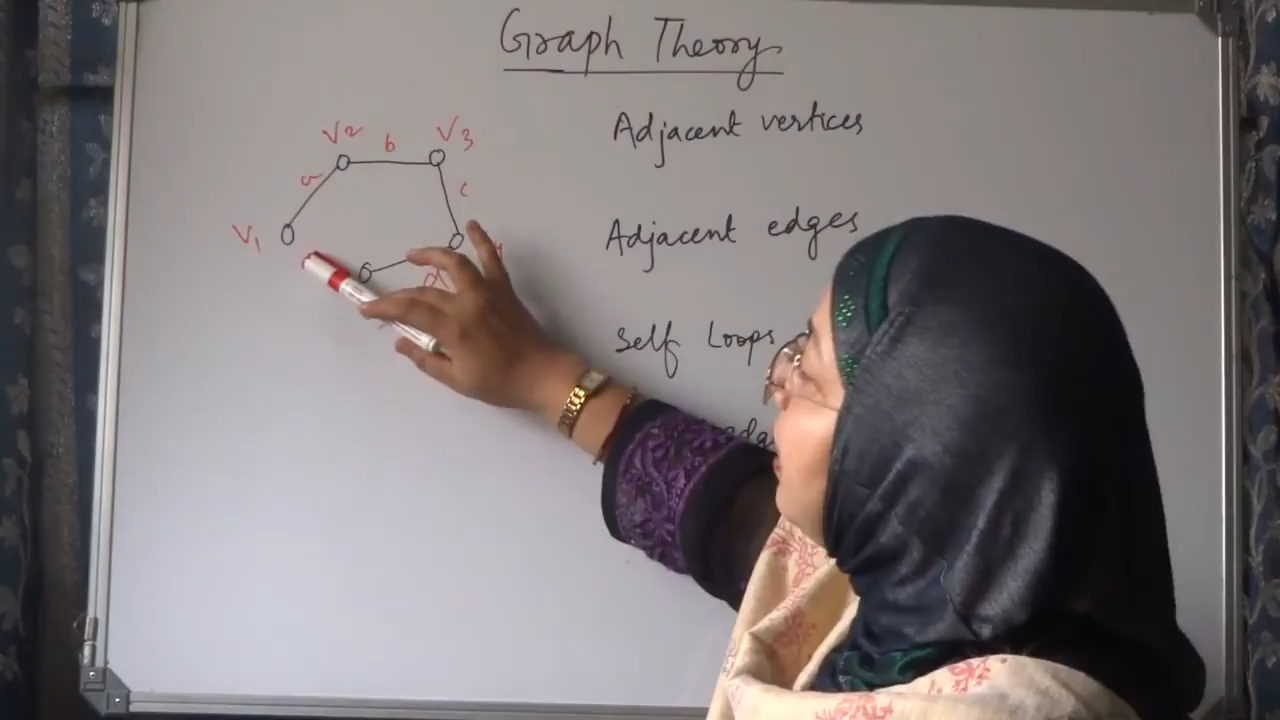 Graph Theory
V2 b V3
a c
V1
d
Adjacent vertices
Adjacent edges
Self Loops